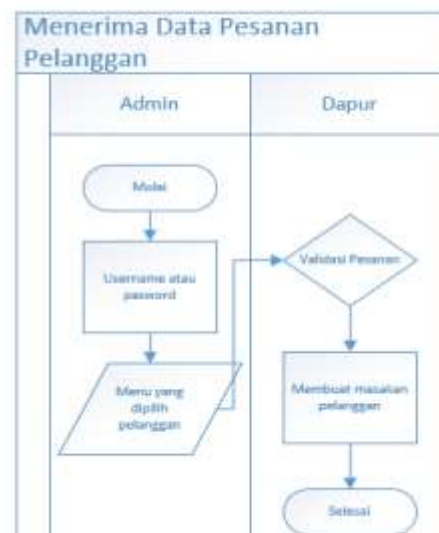 Menerima Data Pesanan
Pelanggan
Admin
Dapur
Mulai
Username atau
password
Menu yang
dipilih
pelanggan
Validasi Pesanan
Membuat masakan
pelanggan
Selesai